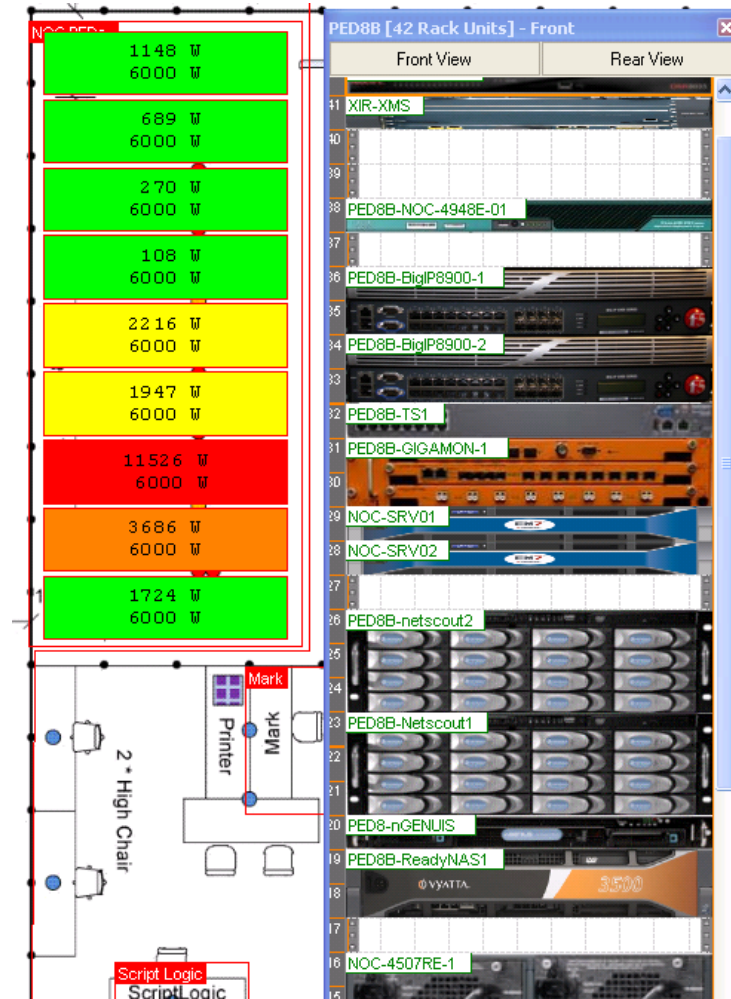 NOC PEDs
1148 W
6000 W
689 W
6000 W
270 W
6000 W
108 W
6000 W
2216 W
6000 W
1947 W
6000 W
11526 W
6000 W
3686 W
6000 W
1724 W
6000 W
Mark
Mark
Printer
2 * High Chair
Script Logic
ScriptLogic
PED8B [42 Rack Units] - Front
Front View
Rear View
41 XIR-XMS
40
39
38 PED8B-NOC-4948E-01
37
36 PED8B-BigIP8900-1
35
34 PED8B-BigIP8900-2
33
32 PED8B-TS1
31 PED8B-GIGAMON-1
30
29 NOC-SRV01
28 NOC-SRV02
27
26 PED8B-netscout2
25
24
23 PED8B-Netscout1
22
21
20 PED8-nGENUIS
19 PED8B-ReadyNAS1
VYATTA.
3500
18
17
16 NOC-4507RE-1
15